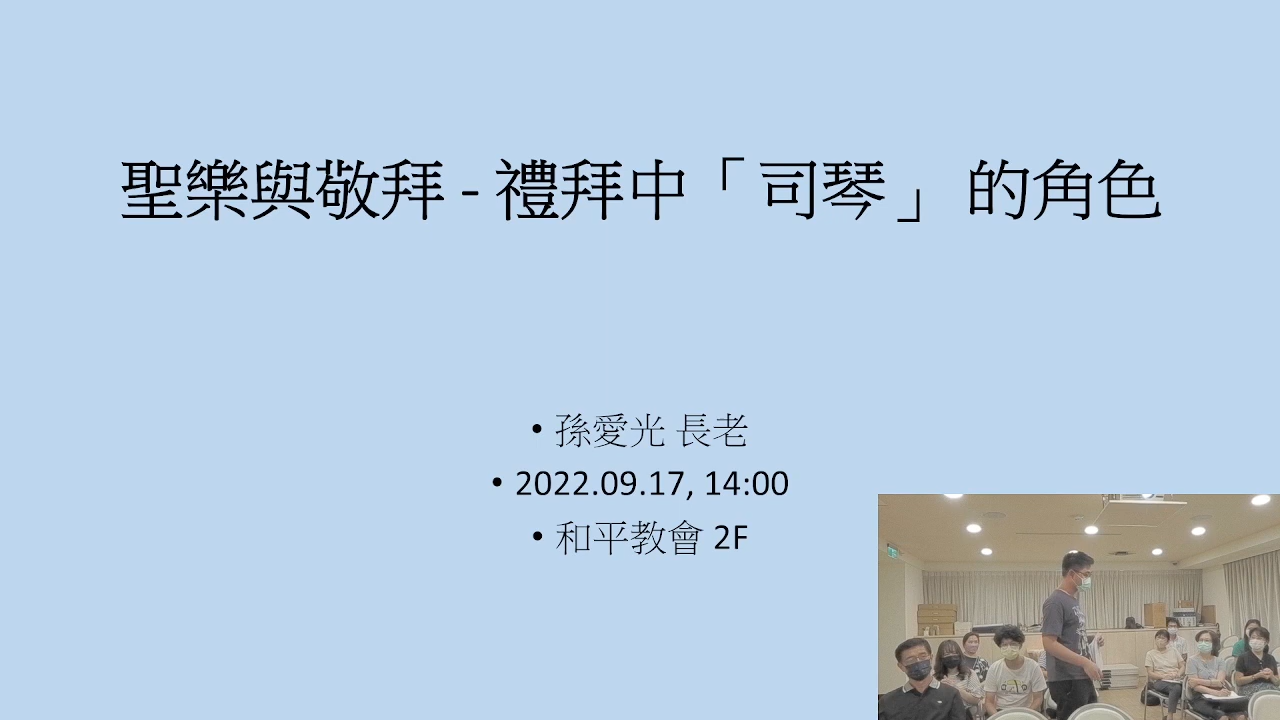 聖樂與敬拜 - 禮拜中「司琴」 的角色
• 孫愛光 長老
• 2022.09.17, 14:00
• 和平教會 2F